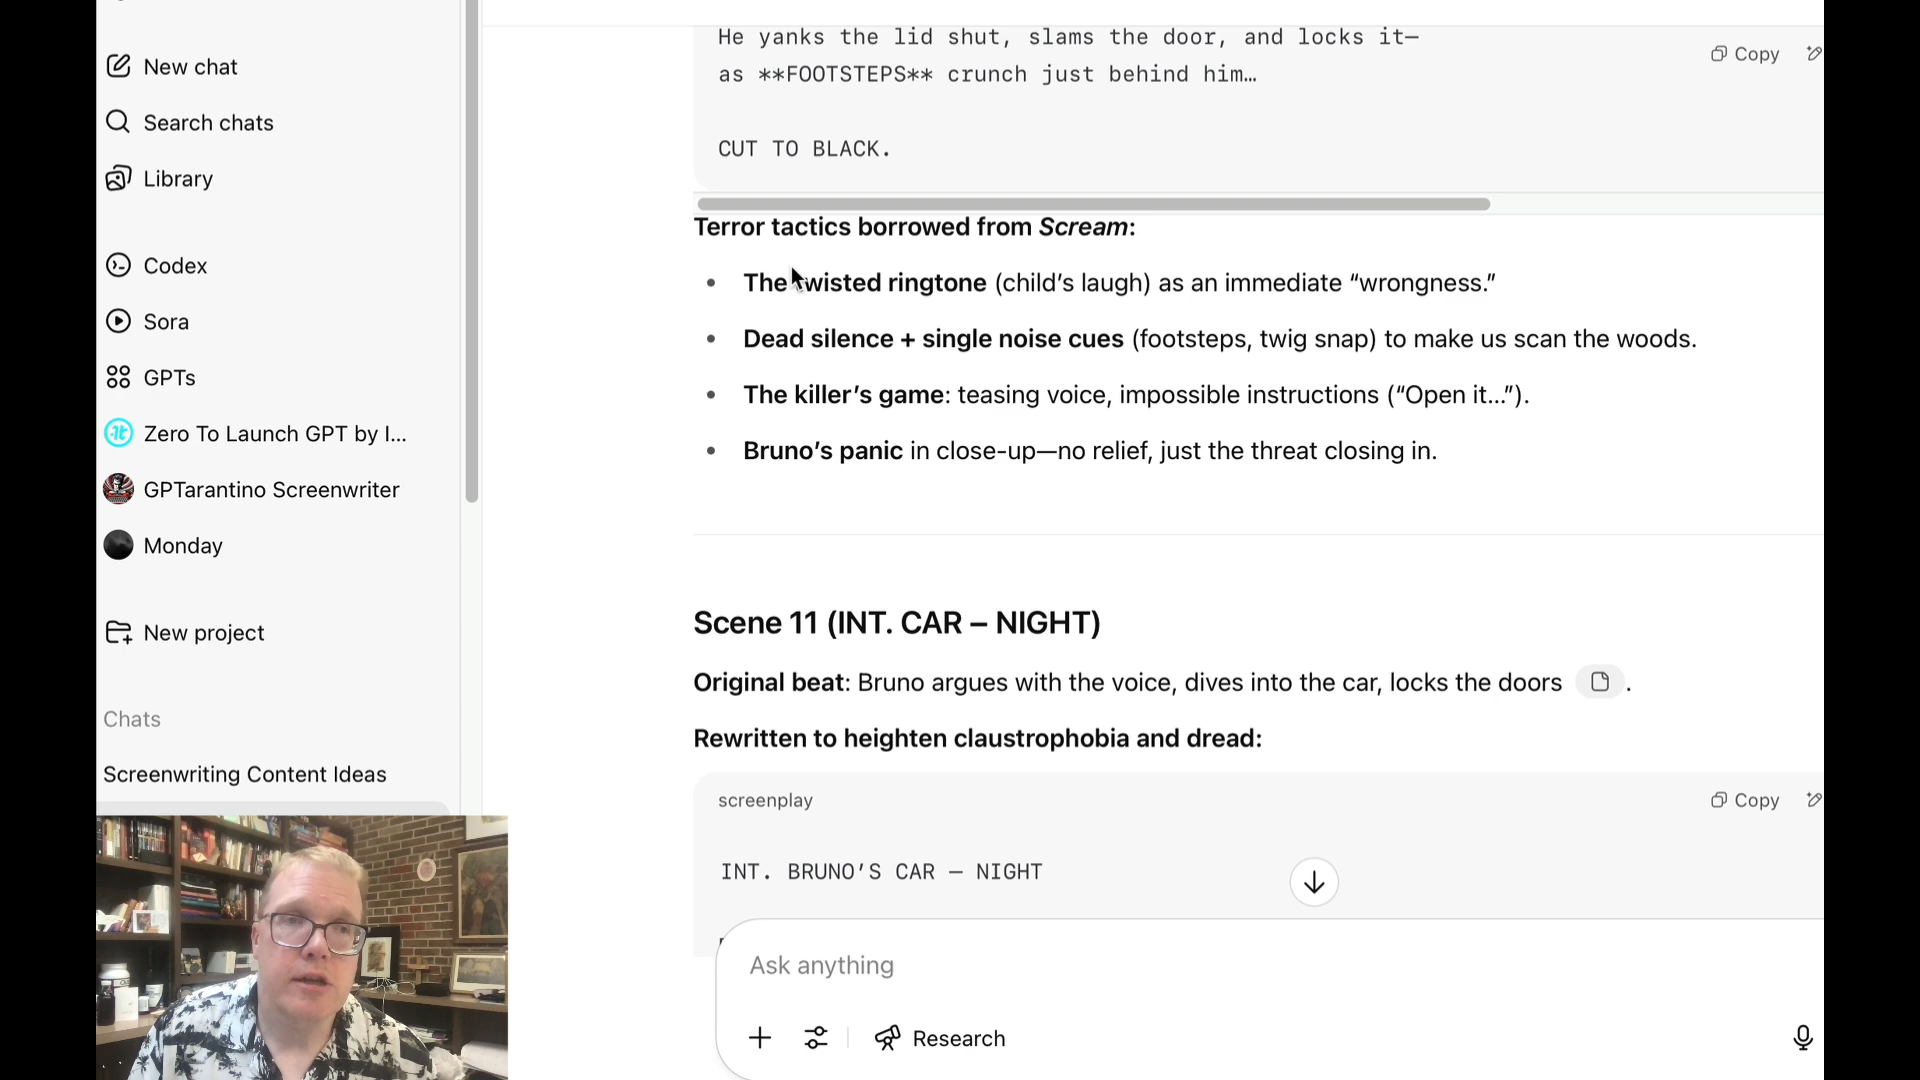 New chat
Search chats
Library
Codex
Sora
GPTs
Zero To Launch GPT by I...
GPTarantino Screenwriter
Monday
New project
Chats
Screenwriting Content Ideas
He yanks the lid shut, slams the door, and locks it—
as **FOOTSTEPS** crunch just behind him…
Copy
CUT TO BLACK.
Terror tactics borrowed from Scream:
• The twisted ringtone (child’s laugh) as an immediate “wrongness.”
• Dead silence + single noise cues (footsteps, twig snap) to make us scan the woods.
• The killer’s game: teasing voice, impossible instructions (“Open it…”).
• Bruno’s panic in close-up—no relief, just the threat closing in.
Scene 11 (INT. CAR – NIGHT)
Original beat: Bruno argues with the voice, dives into the car, locks the doors .
Rewritten to heighten claustrophobia and dread:
screenplay
Copy
INT. BRUNO’S CAR – NIGHT
Ask anything
Research